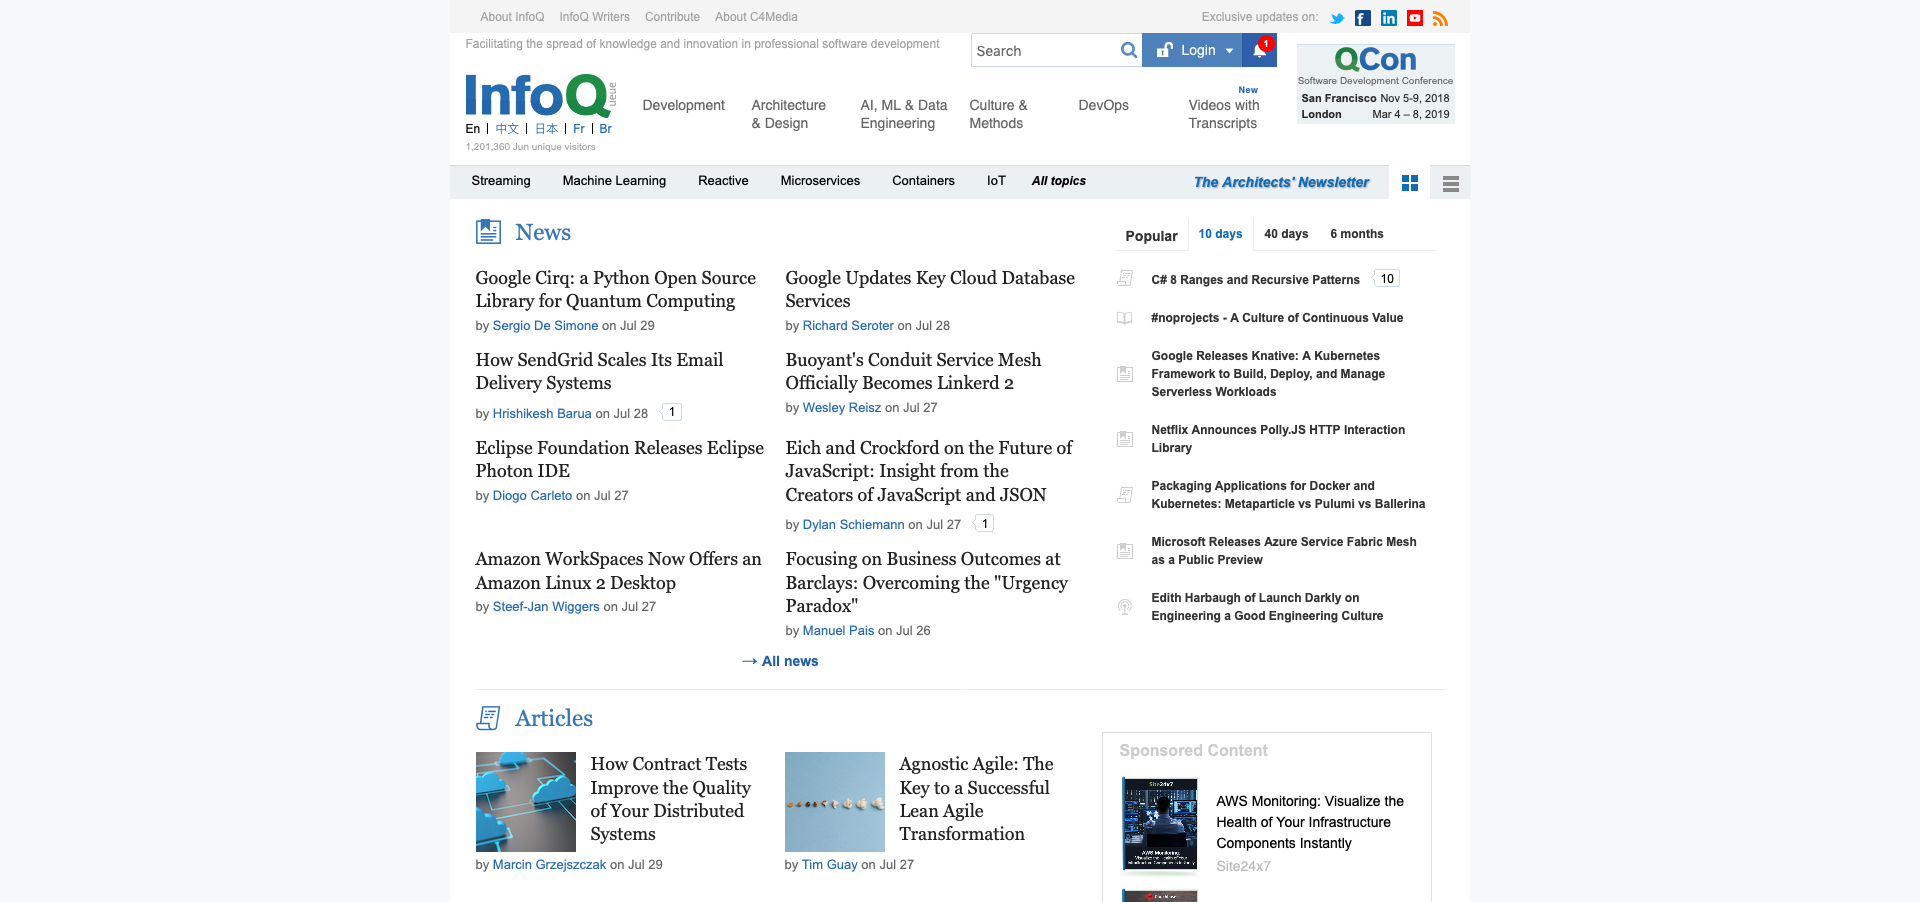 About InfoQ InfoQ Writers Contribute About C4Media
Exclusive updates on:
Facilitating the spread of knowledge and innovation in professional software development
Search
Login
1
QCon
Software Development Conference
San Francisco Nov 5-9, 2018
London Mar 4 – 8, 2019
InfoQ
queue
En | 中文 | 日本 | Fr | Br
1,201,360 Jun unique visitors
Development
Architecture
& Design
AI, ML & Data
Engineering
Culture &
Methods
DevOps
New
Videos with
Transcripts
Streaming Machine Learning Reactive Microservices Containers IoT All topics
The Architects' Newsletter
News
Google Cirq: a Python Open Source
Library for Quantum Computing
by Sergio De Simone on Jul 29
Google Updates Key Cloud Database
Services
by Richard Seroter on Jul 28
How SendGrid Scales Its Email
Delivery Systems
by Hrishikesh Barua on Jul 28 1
Buoyant's Conduit Service Mesh
Officially Becomes Linkerd 2
by Wesley Reisz on Jul 27
Eclipse Foundation Releases Eclipse
Photon IDE
by Diogo Carleto on Jul 27
Eich and Crockford on the Future of
JavaScript: Insight from the
Creators of JavaScript and JSON
by Dylan Schiemann on Jul 27 1
Amazon WorkSpaces Now Offers an
Amazon Linux 2 Desktop
by Steef-Jan Wiggers on Jul 27
Focusing on Business Outcomes at
Barclays: Overcoming the "Urgency
Paradox"
by Manuel Pais on Jul 26
→ All news
Popular 10 days 40 days 6 months
C# 8 Ranges and Recursive Patterns 10
#noprojects - A Culture of Continuous Value
Google Releases Knative: A Kubernetes
Framework to Build, Deploy, and Manage
Serverless Workloads
Netflix Announces Polly.JS HTTP Interaction
Library
Packaging Applications for Docker and
Kubernetes: Metaparticle vs Pulumi vs Ballerina
Microsoft Releases Azure Service Fabric Mesh
as a Public Preview
Edith Harbaugh of Launch Darkly on
Engineering a Good Engineering Culture
Articles
How Contract Tests
Improve the Quality
of Your Distributed
Systems
by Marcin Grzejszczak on Jul 29
Agnostic Agile: The
Key to a Successful
Lean Agile
Transformation
by Tim Guay on Jul 27
Sponsored Content
Site24x7
AWS Monitoring:
Visualize the Health of Your
Infrastructure Components Instantly
AWS Monitoring: Visualize the
Health of Your Infrastructure
Components Instantly
Site24x7